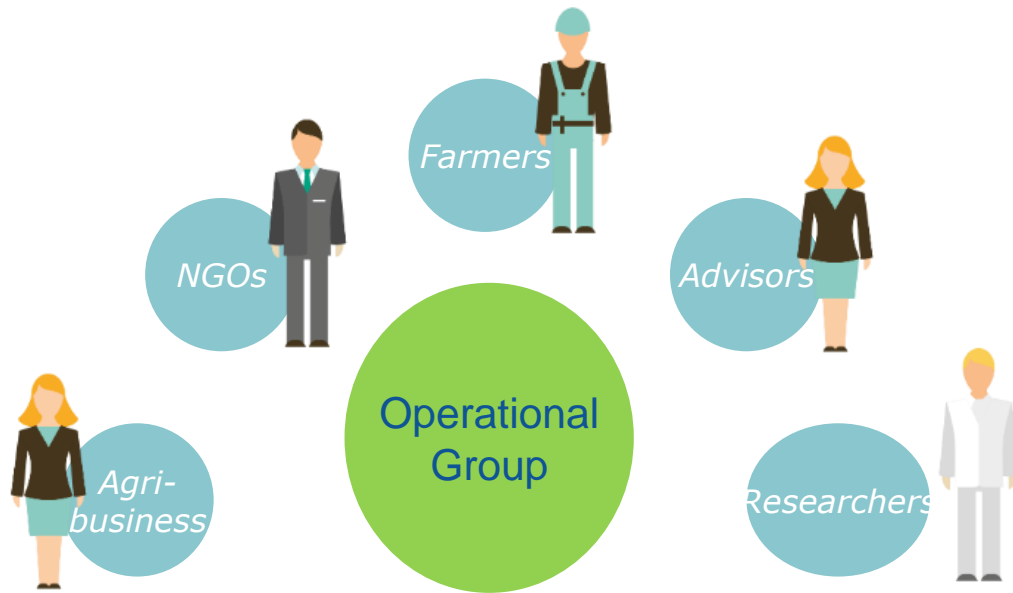 Farmers
NGOs
Advisors
Operational
Group
Agri-
business
Researchers